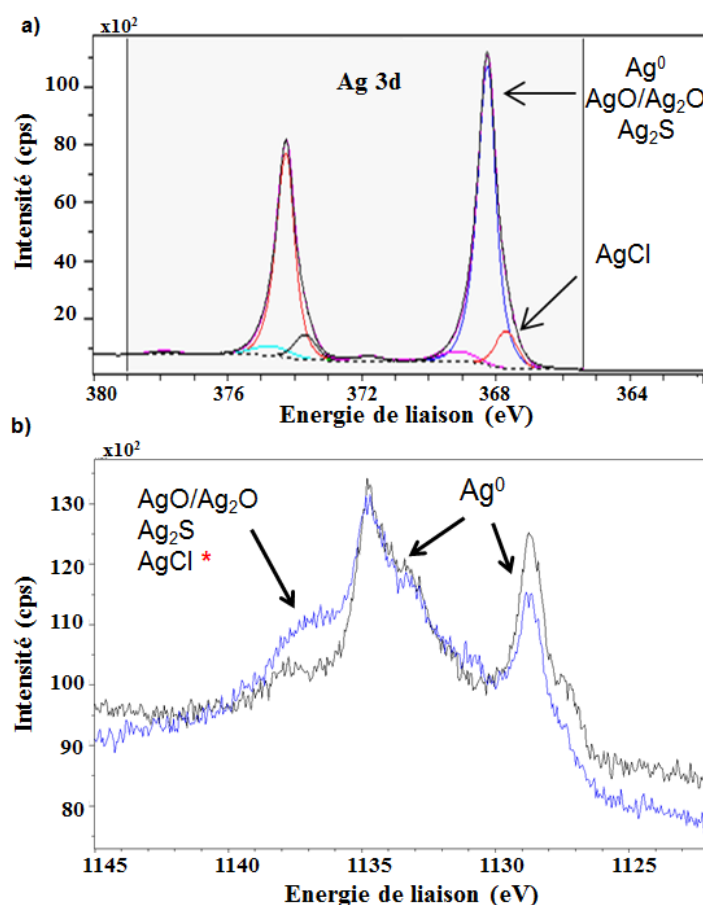 a)
x10²
Intensité (cps)
100
80
60
40
20
Ag 3d
Ag⁰
AgO/Ag₂O
Ag₂S
AgCl
380
376
372
368
364
Energie de liaison (eV)
b)
x10²
Intensité (cps)
130
120
110
100
90
80
AgO/Ag₂O
Ag₂S
AgCl *
Ag⁰
1145
1140
1135
1130
1125
Energie de liaison (eV)